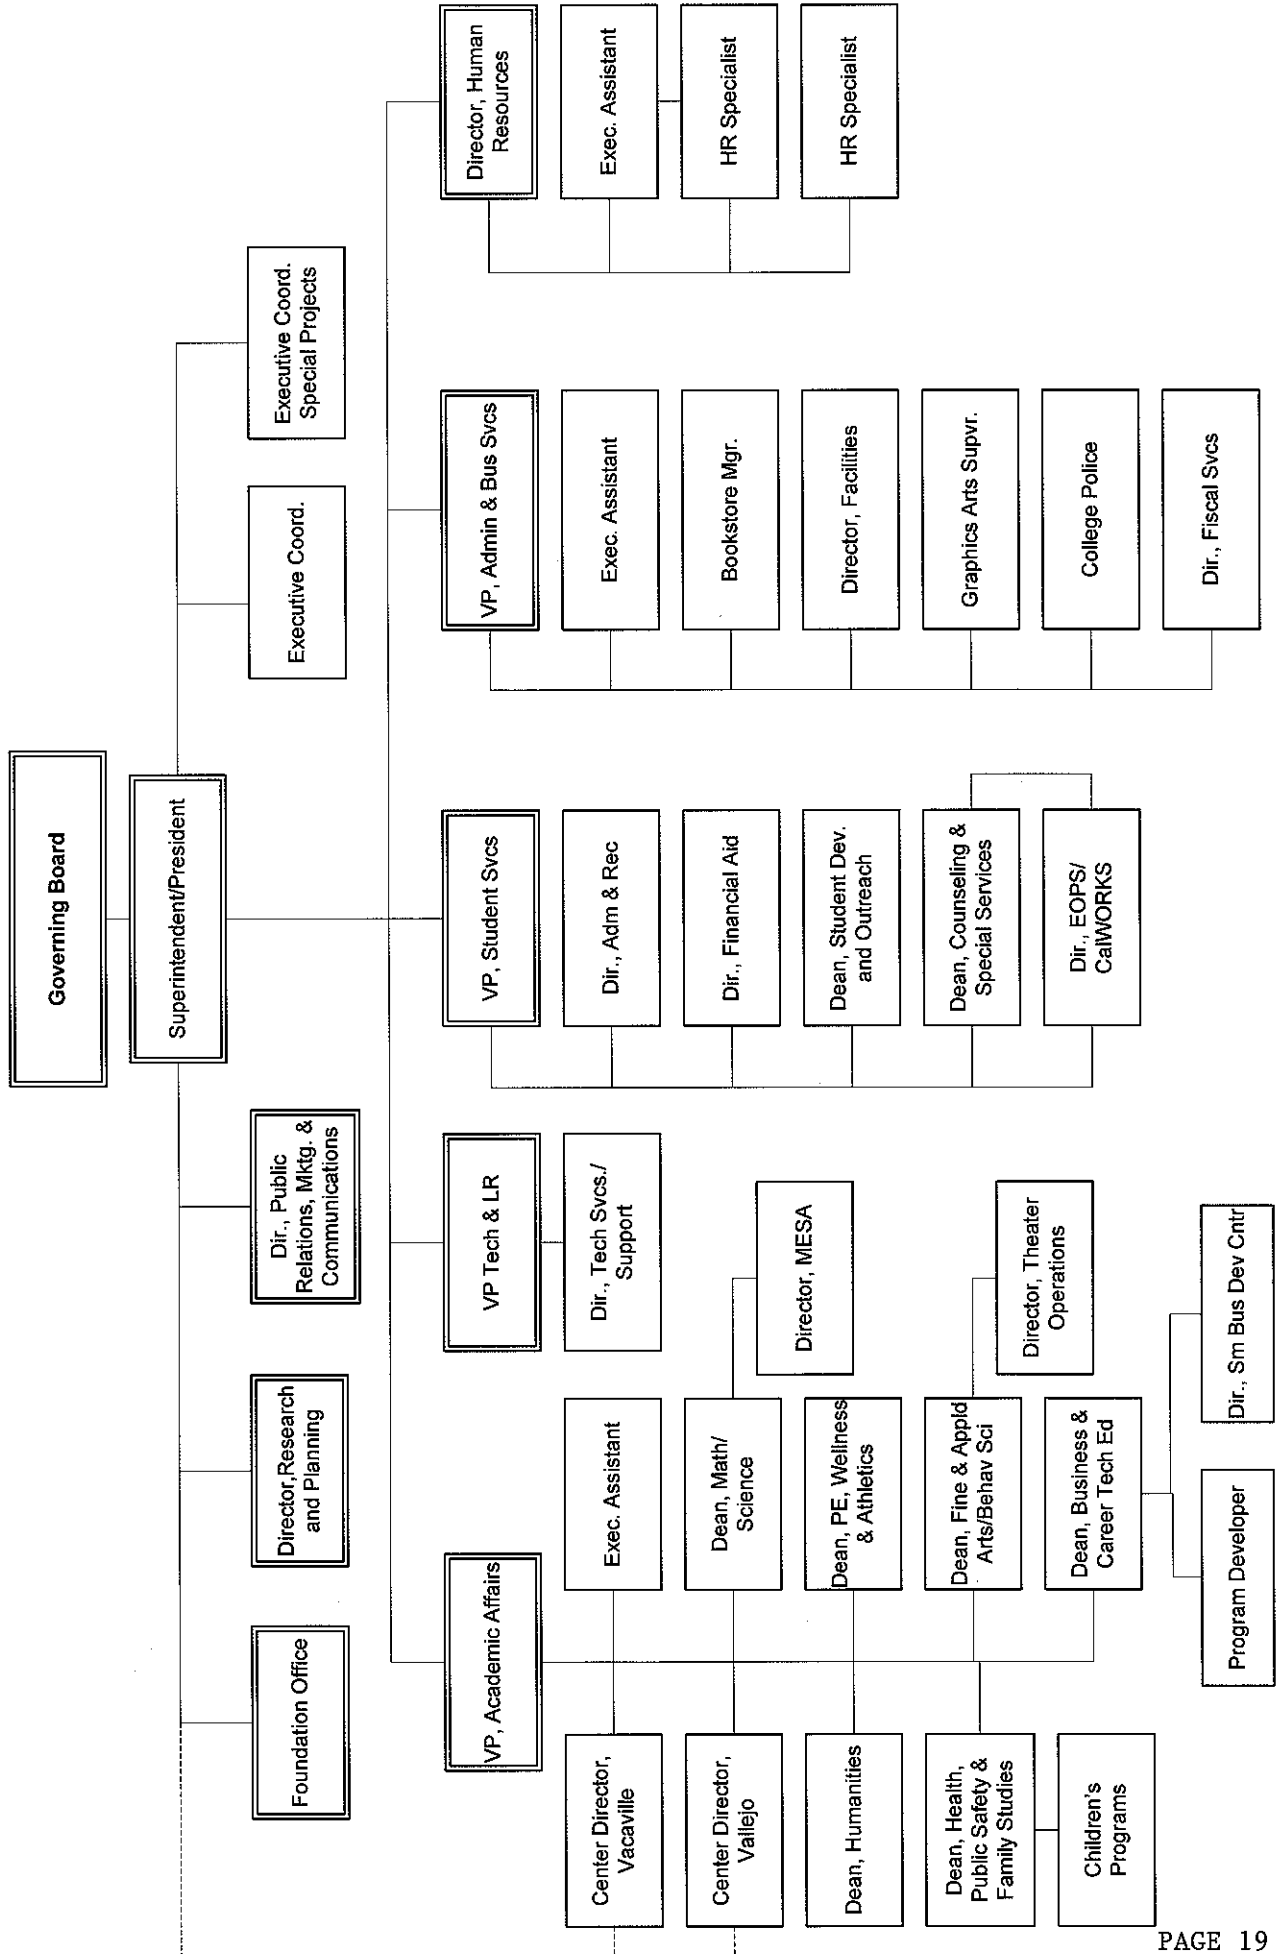 Governing Board
Superintendent/President
Foundation Office
Director,Research
and Planning
Dir., Public
Relations, Mktg. &
Communications
Executive Coord.
Executive Coord.
Special Projects
VP, Academic Affairs
VP Tech & LR
VP, Student Svcs
VP, Admin & Bus Svcs
Director, Human
Resources
Center Director,
Vacaville
Exec. Assistant
Center Director,
Vallejo
Dean, Math/
Science
Director, MESA
Dean, Humanities
Dean, PE, Wellness
& Athletics
Dean, Health,
Public Safety &
Family Studies
Dean, Fine & Appld
Arts/Behav Sci
Director, Theater
Operations
Children's
Programs
Dean, Business &
Career Tech Ed
Program Developer
Dir., Sm Bus Dev Cntr
Dir., Tech Svcs./
Support
Dir., Adm & Rec
Dir., Financial Aid
Dean, Student Dev.
and Outreach
Dean, Counseling &
Special Services
Dir., EOPS/
CalWORKS
Exec. Assistant
Bookstore Mgr.
Director, Facilities
Graphics Arts Supvr.
College Police
Dir., Fiscal Svcs
Exec. Assistant
HR Specialist
HR Specialist
PAGE 19